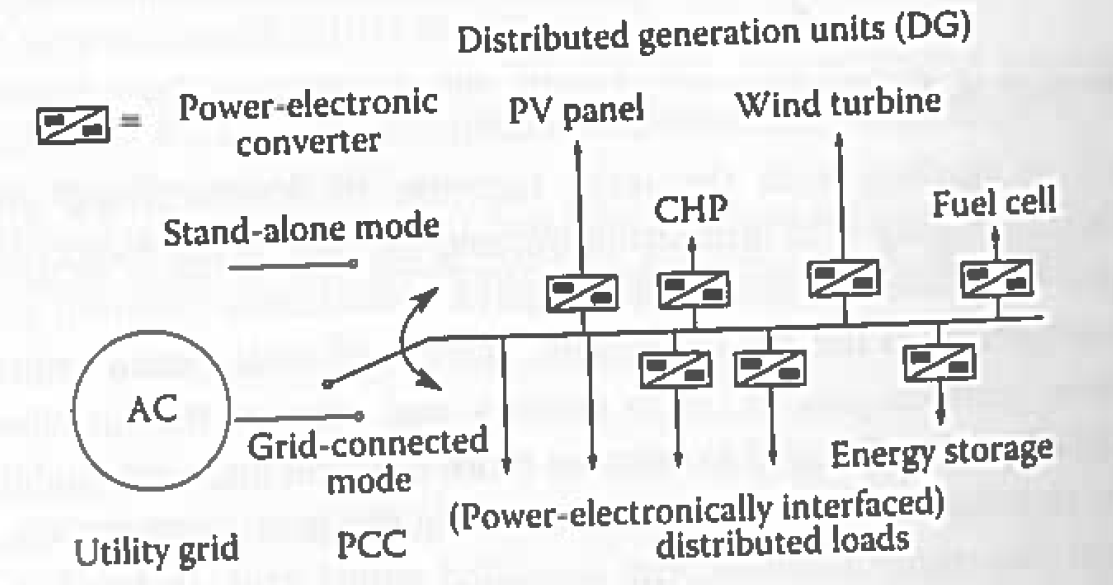 Distributed generation units (DG)
= Power-electronic
converter
PV panel
Wind turbine
Stand-alone mode
CHP
Fuel cell
AC
Grid-connected
mode
Energy storage
(Power-electronically interfaced)
distributed loads
Utility grid
PCC